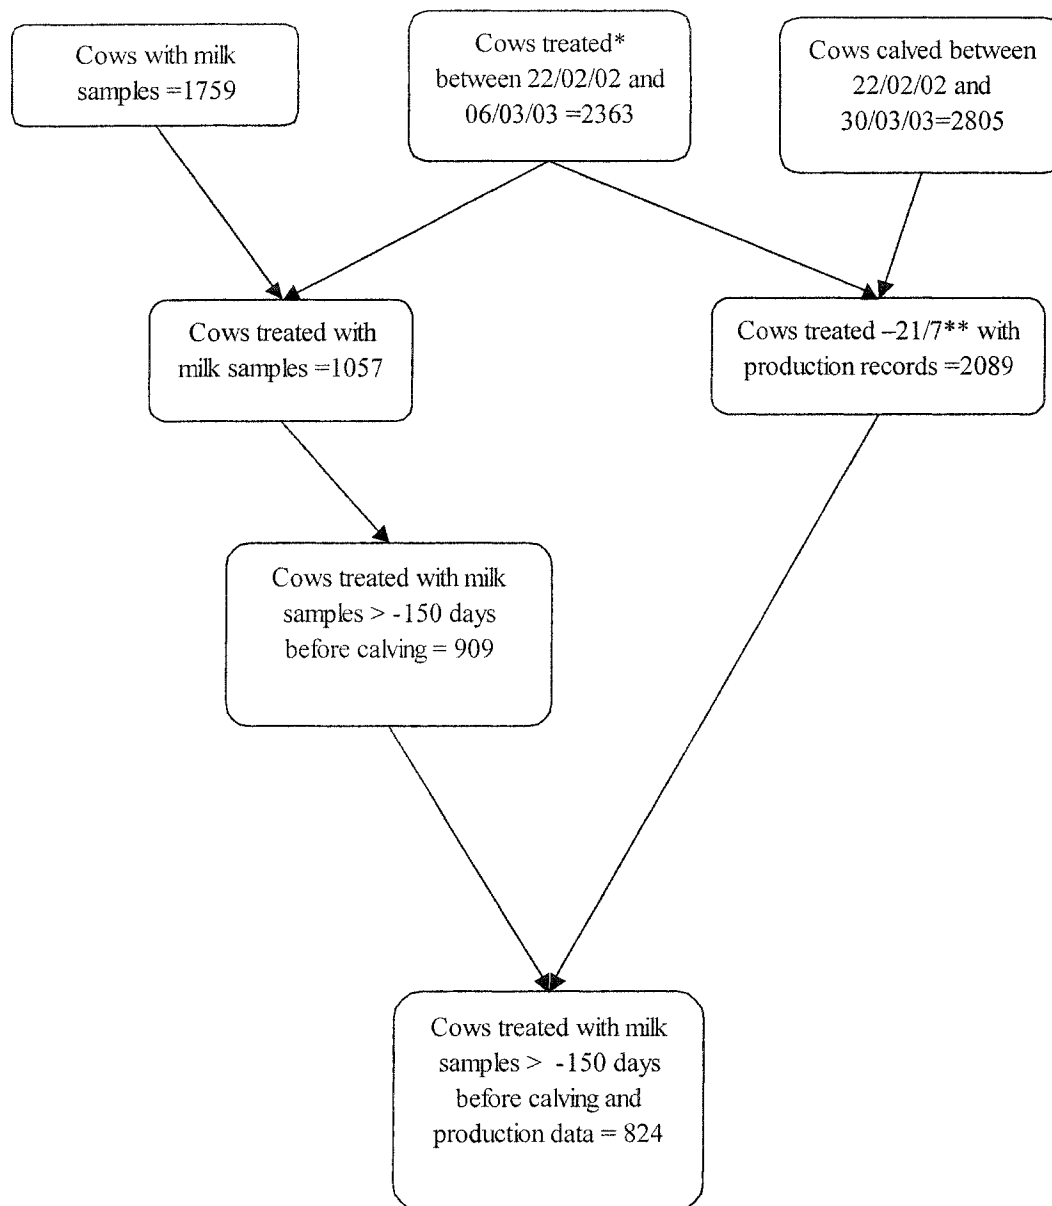 Cows with milk
samples =1759
Cows treated*
between 22/02/02 and
06/03/03 =2363
Cows calved between
22/02/02 and
30/03/03=2805
Cows treated with
milk samples =1057
Cows treated –21/7** with
production records =2089
Cows treated with milk
samples > -150 days
before calving = 909
Cows treated with milk
samples > -150 days
before calving and
production data = 824